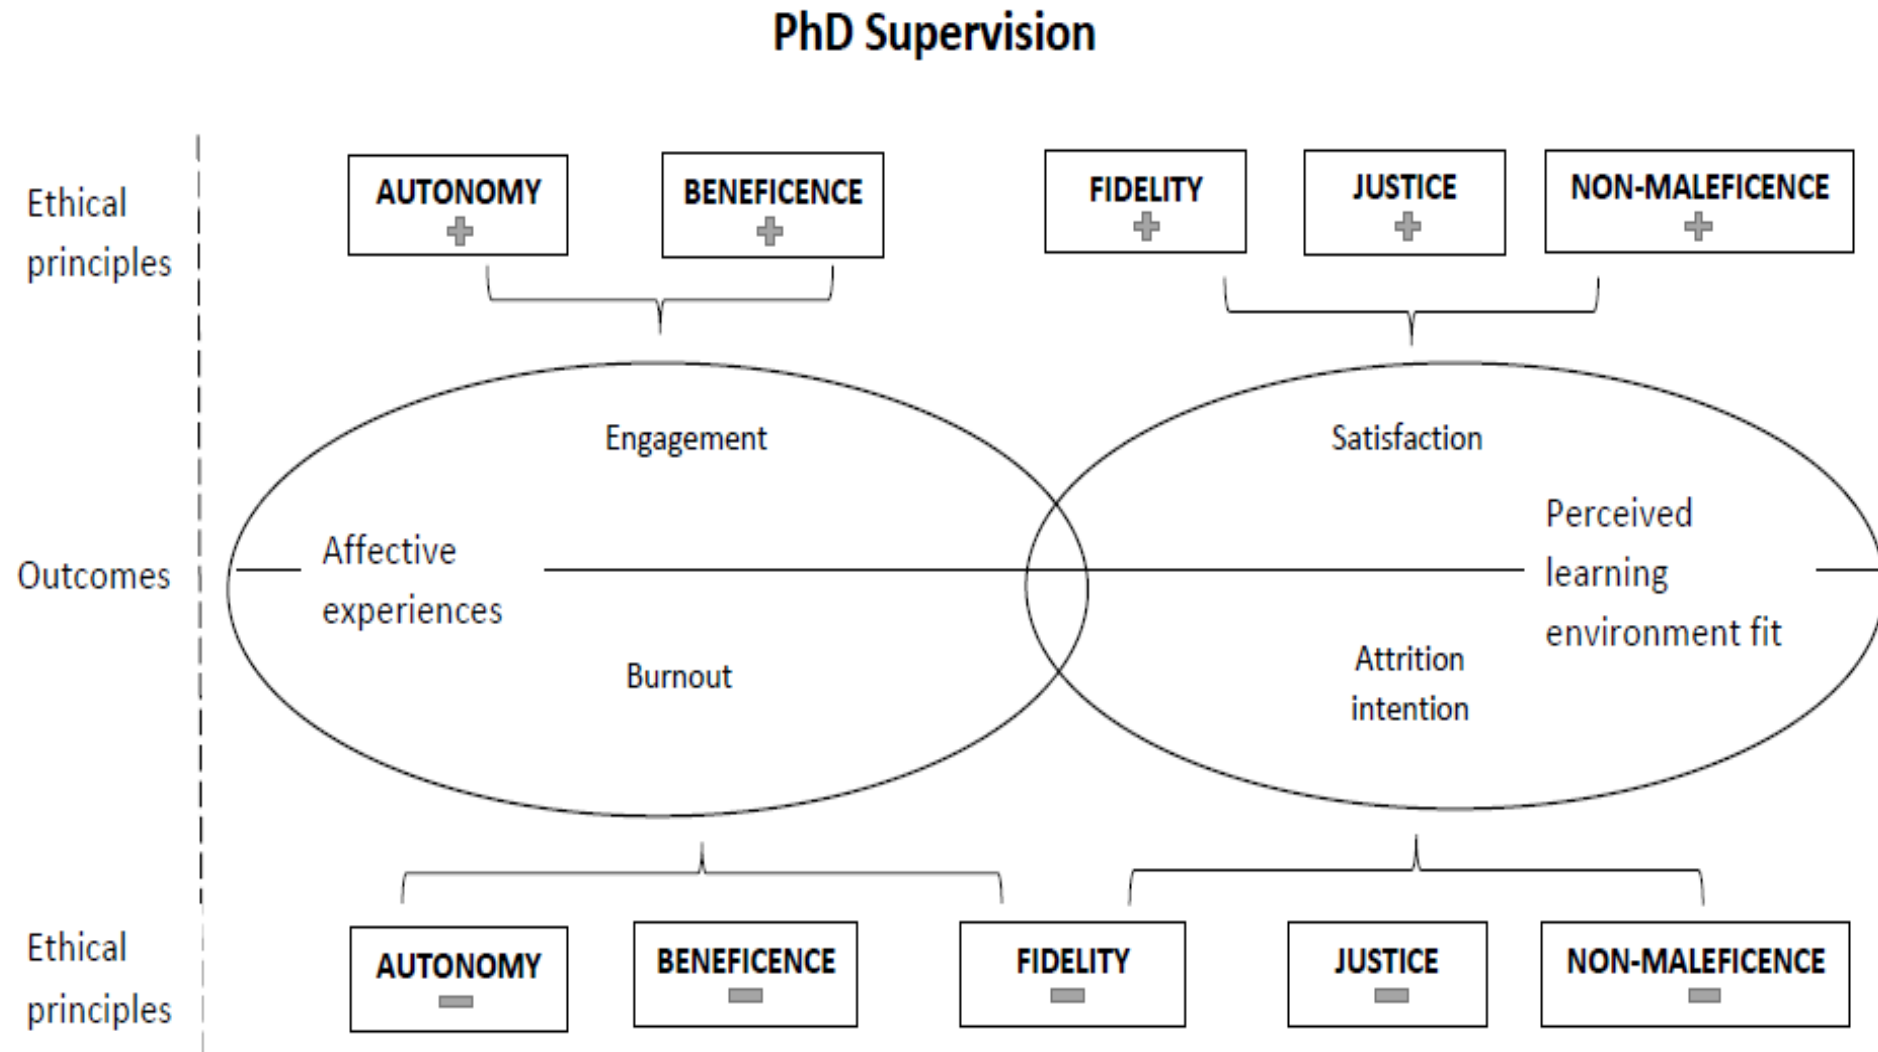 PhD Supervision
Ethical
principles
AUTONOMY
BENEFICENCE
FIDELITY
JUSTICE
NON-MALEFICENCE
Engagement
Satisfaction
Outcomes
Affective
experiences
Perceived
learning
environment fit
Burnout
Attrition
intention
Ethical
principles
AUTONOMY
BENEFICENCE
FIDELITY
JUSTICE
NON-MALEFICENCE